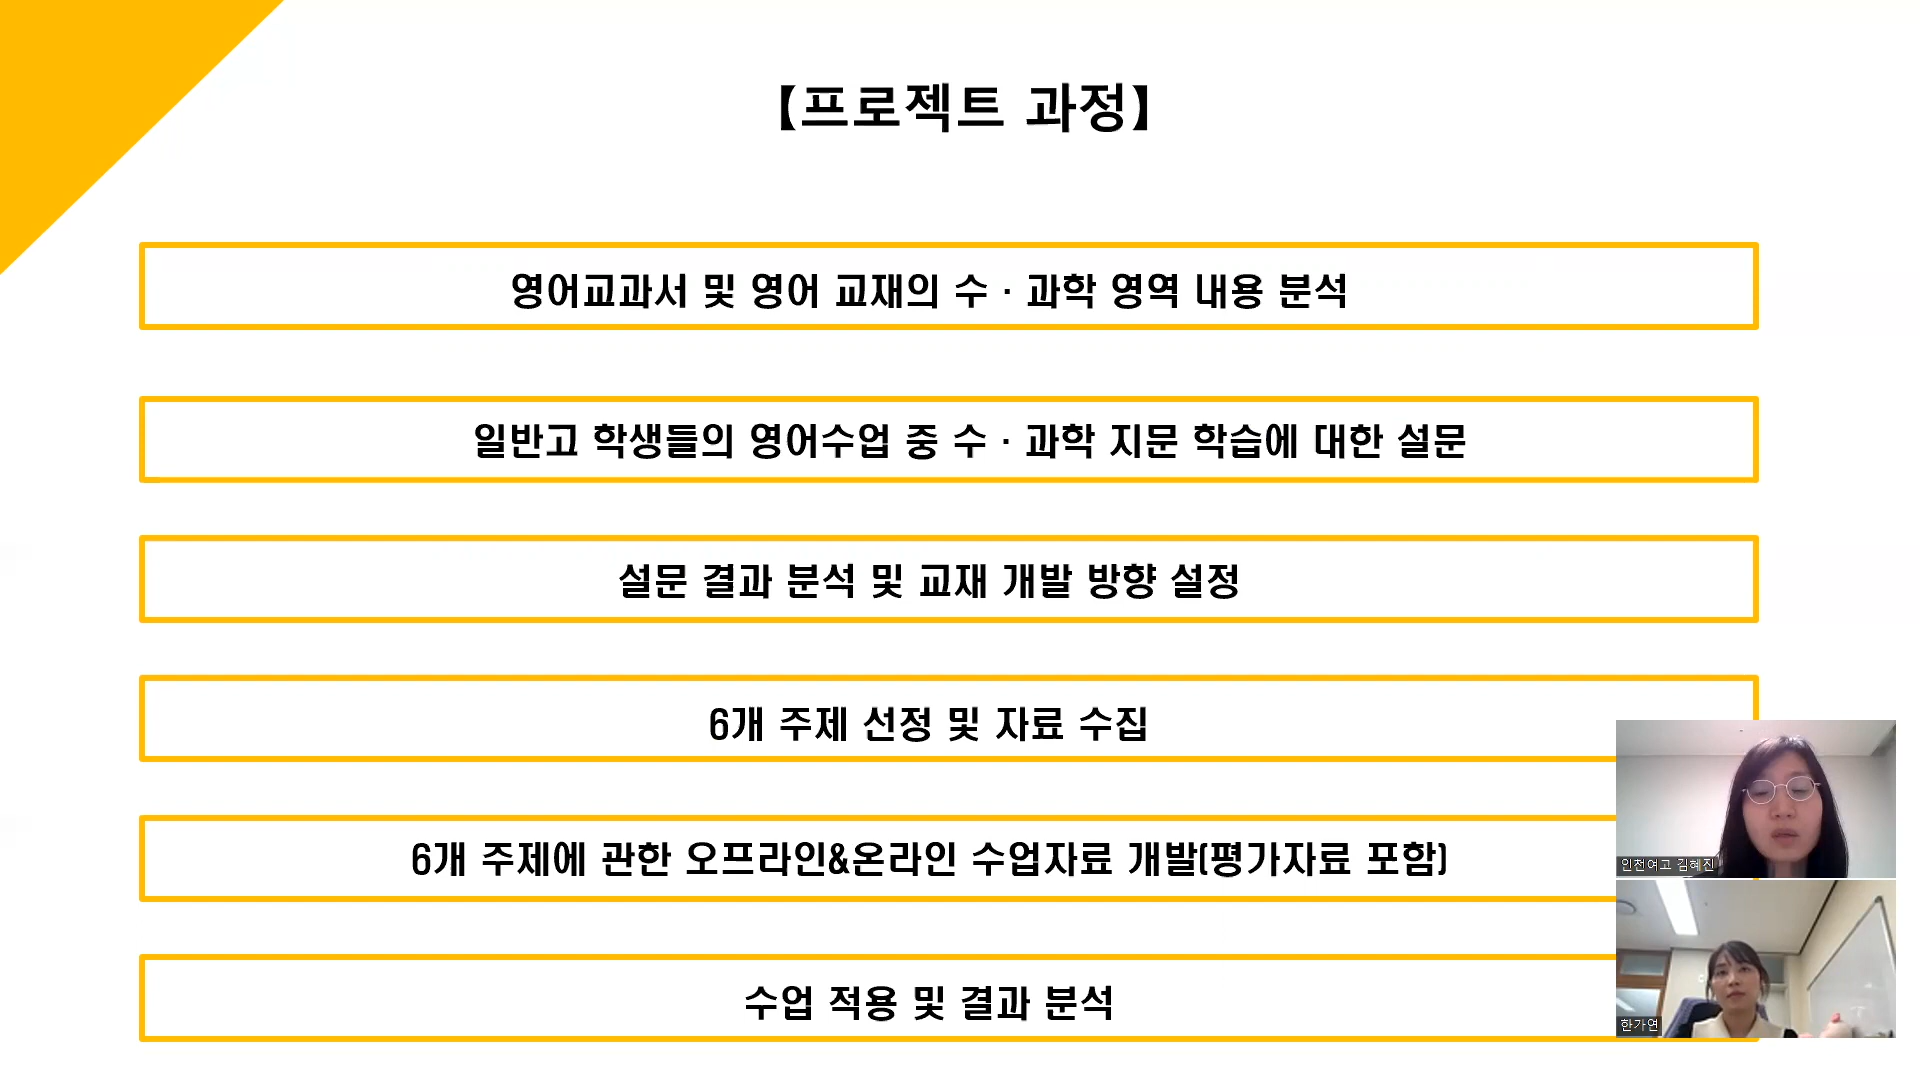 【프로젝트 과정】
영어교과서 및 영어 교재의 수 · 과학 영역 내용 분석
일반고 학생들의 영어수업 중 수 · 과학 지문 학습에 대한 설문
설문 결과 분석 및 교재 개발 방향 설정
6개 주제 선정 및 자료 수집
6개 주제에 관한 오프라인&온라인 수업자료 개발(평가자료 포함)
수업 적용 및 결과 분석
인천여고 김혜진
한가연